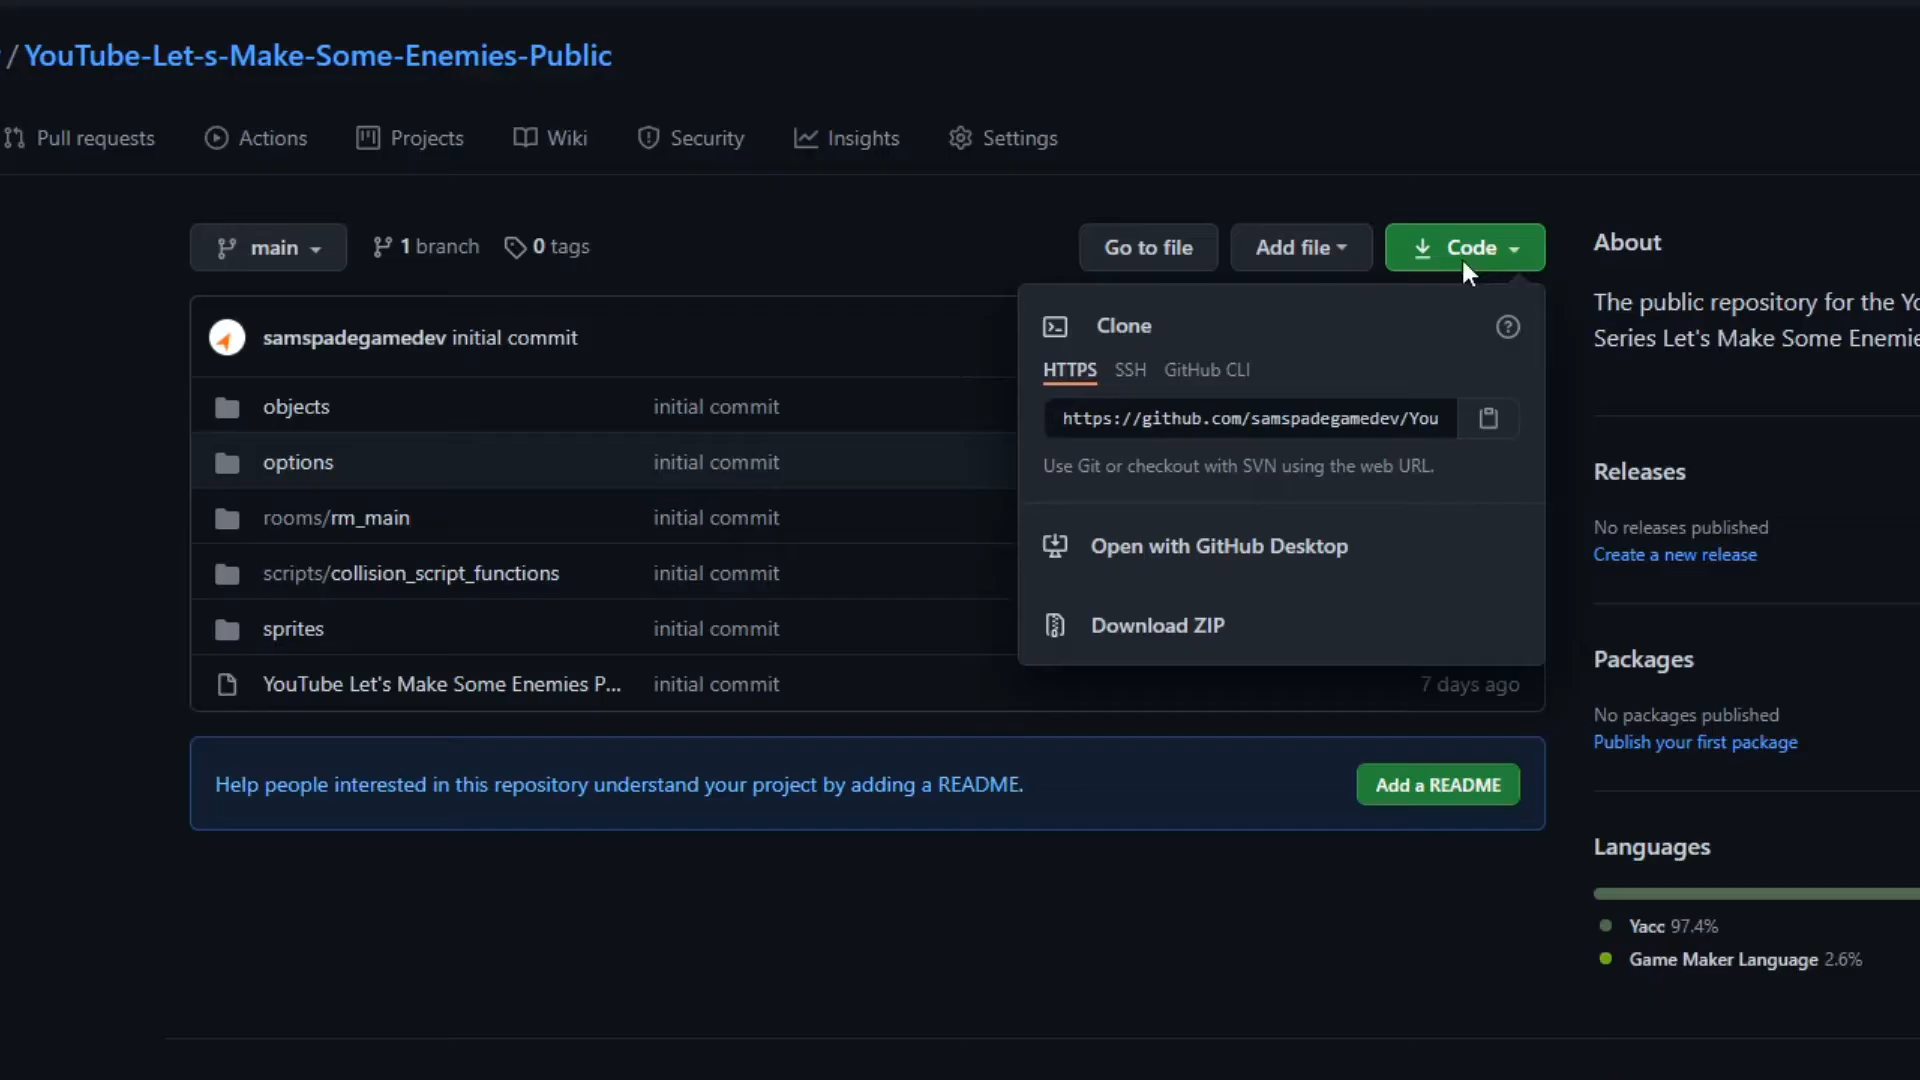 / YouTube-Let-s-Make-Some-Enemies-Public
Pull requests Actions Projects Wiki Security Insights Settings
main 1 branch 0 tags Go to file Add file Code
samspadegamedev initial commit
objects initial commit
options initial commit
rooms/rm_main initial commit
scripts/collision_script_functions initial commit
sprites initial commit
YouTube Let's Make Some Enemies P... initial commit 7 days ago
Clone
HTTPS SSH GitHub CLI
https://github.com/samspadegamedev/You
Use Git or checkout with SVN using the web URL.
Open with GitHub Desktop
Download ZIP
Help people interested in this repository understand your project by adding a README. Add a README
About
The public repository for the
Series Let's Make Some
Releases
No releases published
Create a new release
Packages
No packages published
Publish your first package
Languages
Yacc 97.4%
Game Maker Language 2.6%